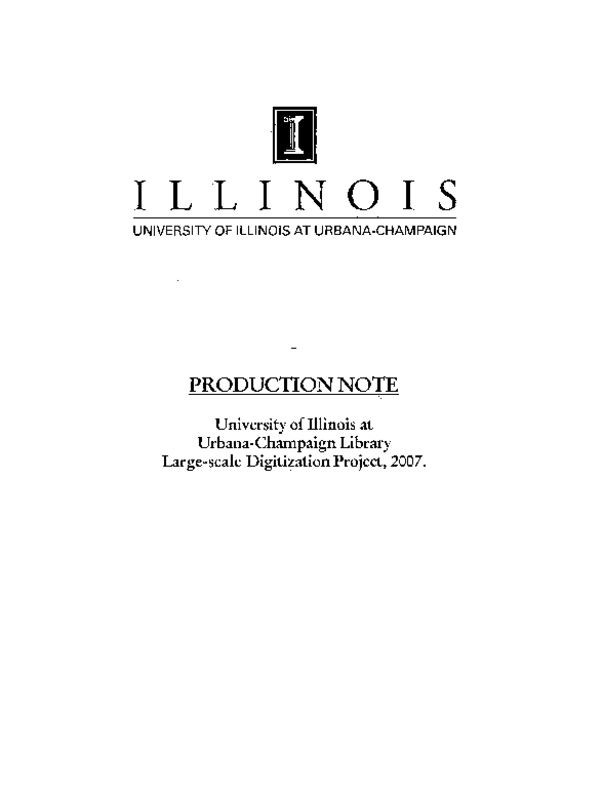 I
ILLINOIS
UNIVERSITY OF ILLINOIS AT URBANA-CHAMPAIGN
PRODUCTION NOTE
University of Illinois at
Urbana-Champaign Library
Large-scale Digitization Project, 2007.